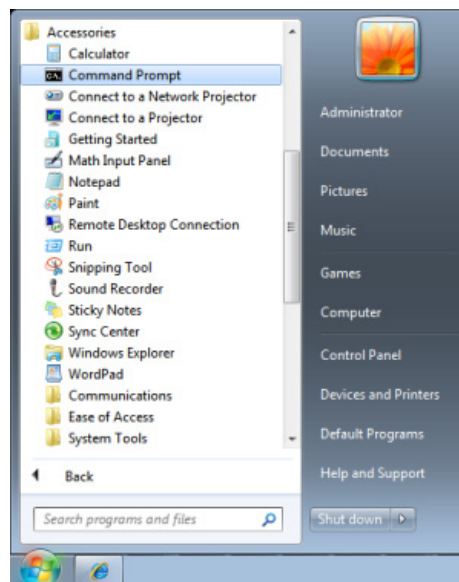 Accessories
Calculator
Command Prompt
Connect to a Network Projector
Connect to a Projector
Getting Started
Math Input Panel
Notepad
Paint
Remote Desktop Connection
Run
Snipping Tool
Sound Recorder
Sticky Notes
Sync Center
Windows Explorer
WordPad
Communications
Ease of Access
System Tools
Back
Search programs and files
Administrator
Documents
Pictures
Music
Games
Computer
Control Panel
Devices and Printers
Default Programs
Help and Support
Shut down